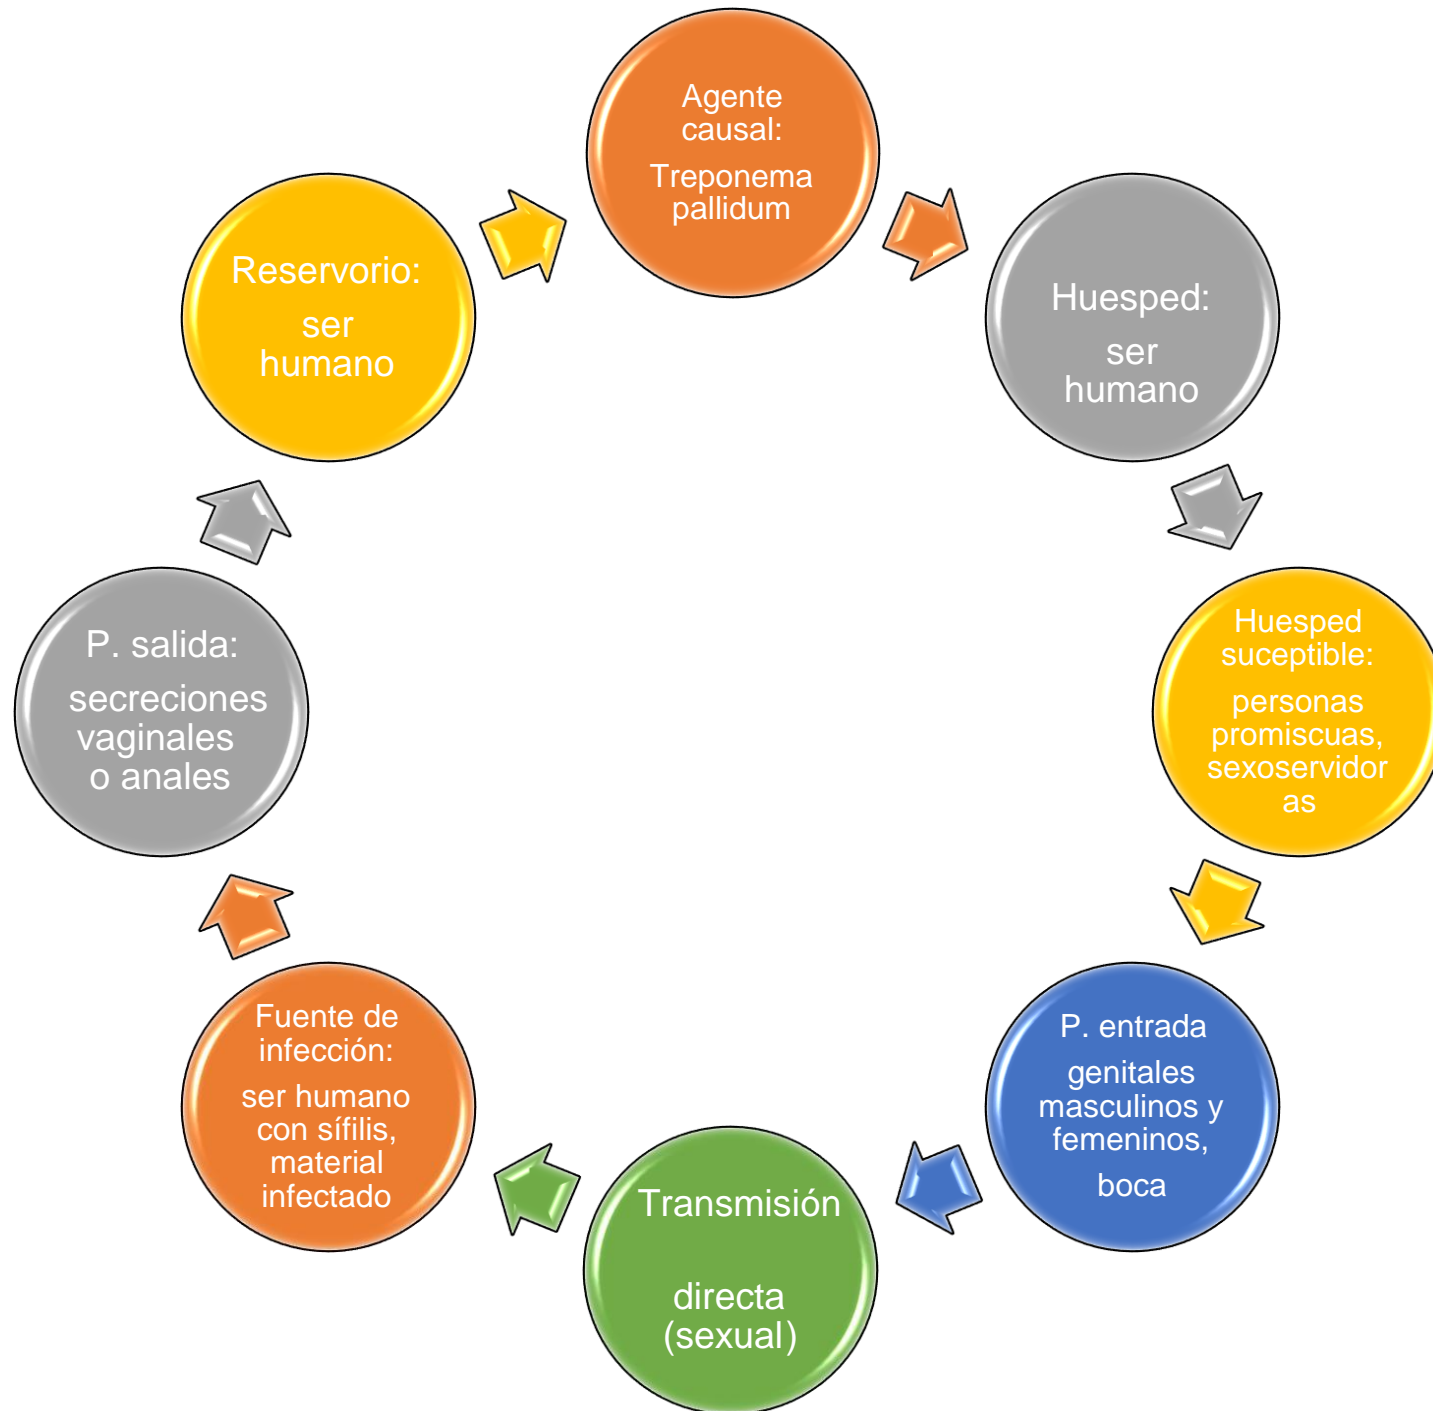 Agente
causal:
Treponema
pallidum
Huesped:
ser
humano
Huesped
suceptible:
personas
promiscuas,
sexoservidor
as
P. entrada
genitales
masculinos y
femeninos,
boca
Transmisión
directa
(sexual)
Fuente de
infección:
ser humano
con sífilis,
material
infectado
P. salida:
secreciones
vaginales
o anales
Reservorio:
ser
humano